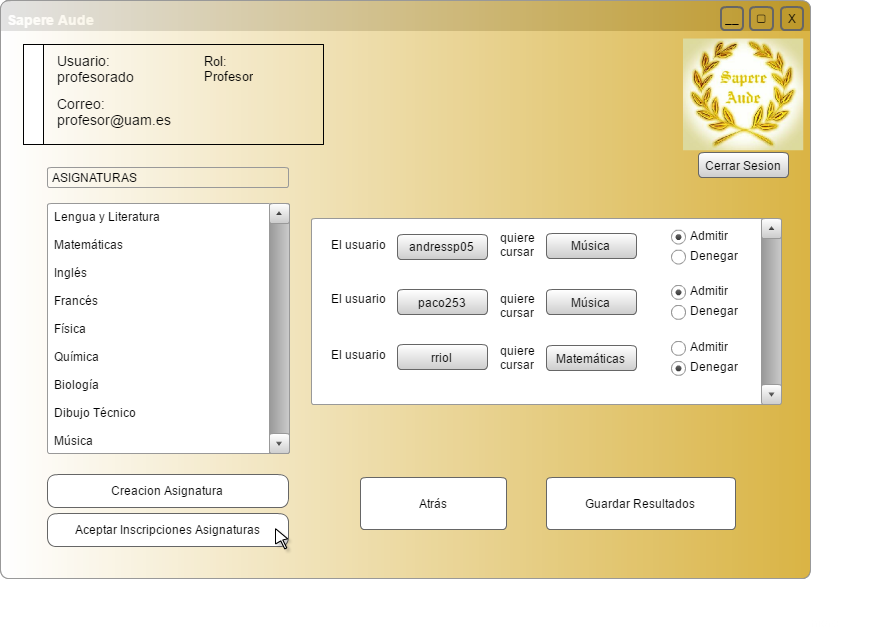 Sapere Aude
__ □ X
Usuario:
profesorado
Rol:
Profesor
Correo:
profesor@uam.es
Sapere
Aude
Cerrar Sesion
ASIGNATURAS
Lengua y Literatura
Matemáticas
Inglés
Francés
Física
Química
Biología
Dibujo Técnico
Música
El usuario andressp05 quiere cursar Música
Admitir
Denegar
El usuario paco253 quiere cursar Música
Admitir
Denegar
El usuario rriol quiere cursar Matemáticas
Admitir
Denegar
Creacion Asignatura
Aceptar Inscripciones Asignaturas
Atrás
Guardar Resultados